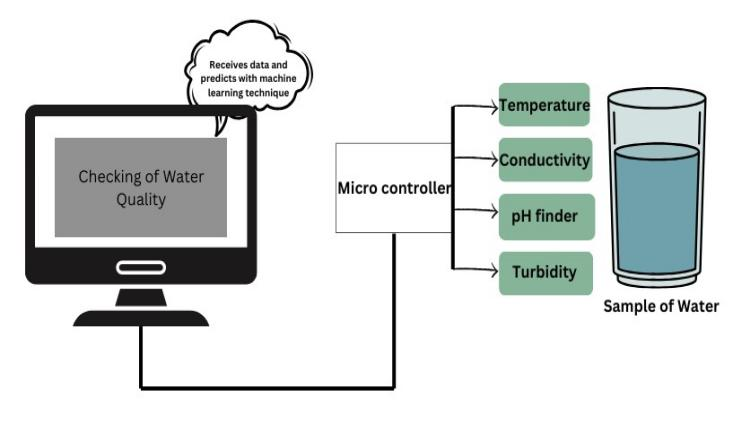 Receives data and
predicts with machine
learning technique
Checking of Water
Quality
Micro controller
Temperature
Conductivity
pH finder
Turbidity
Sample of Water